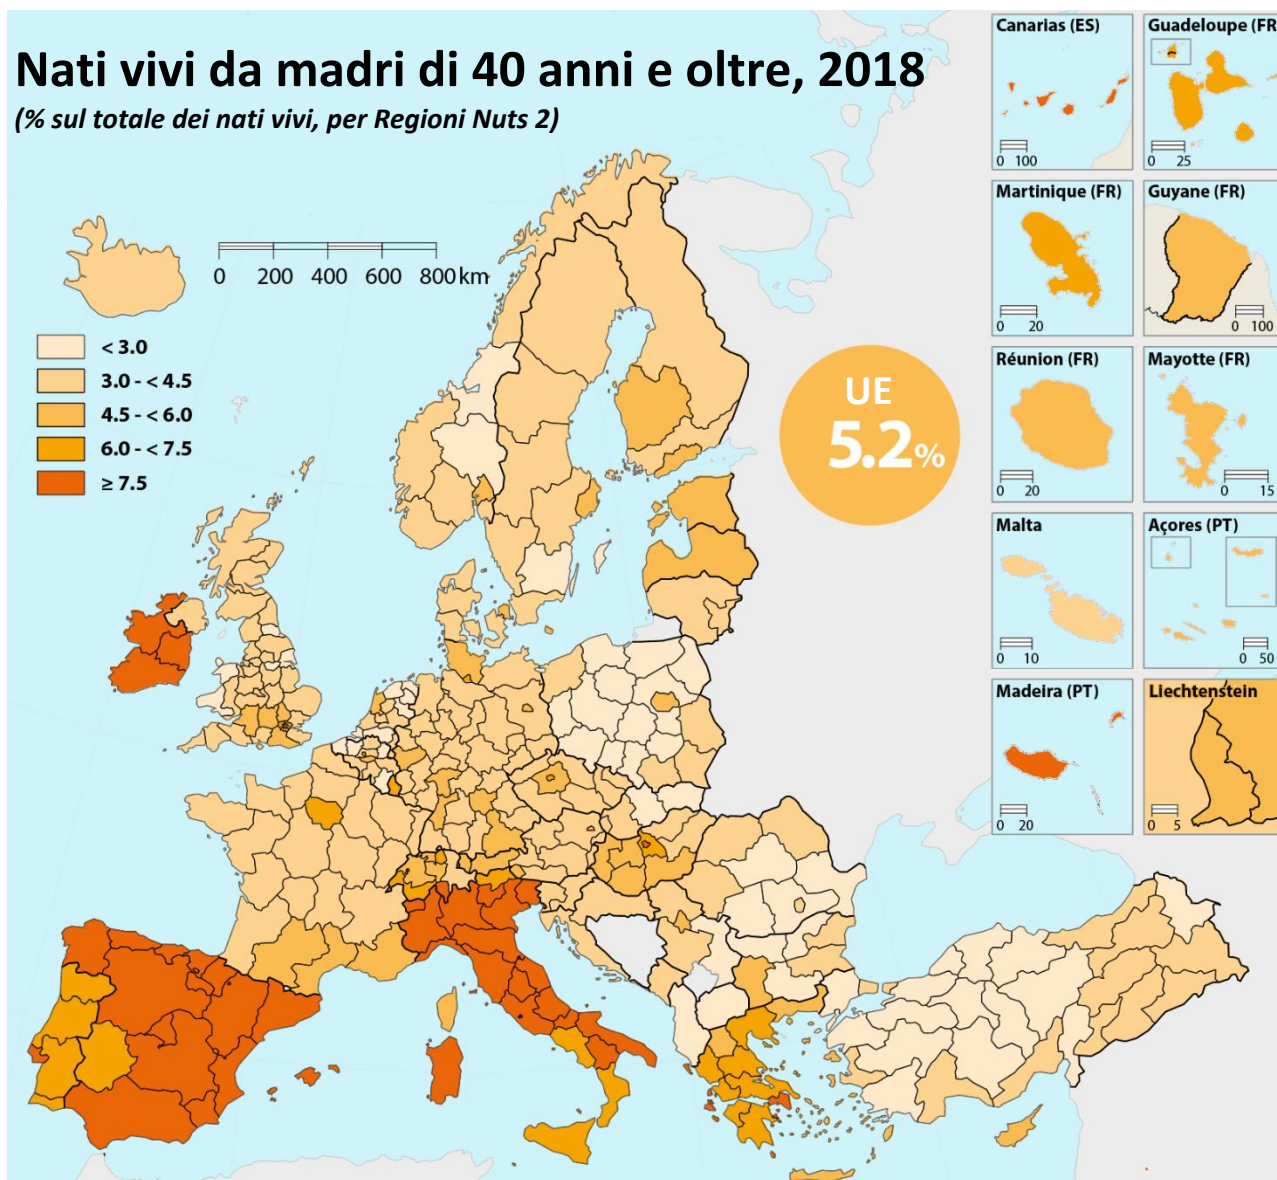 Nati vivi da madri di 40 anni e oltre, 2018
(% sul totale dei nati vivi, per Regioni Nuts 2)
0 200 400 600 800 km
< 3.0
3.0 - < 4.5
4.5 - < 6.0
6.0 - < 7.5
≥ 7.5
UE
5.2%
Canarias (ES)
0 100
Guadeloupe (FR
0 25
Martinique (FR)
0 20
Guyane (FR)
0 100
Réunion (FR)
0 20
Mayotte (FR)
0 15
Malta
0 10
Açores (PT)
0 50
Madeira (PT)
0 20
Liechtenstein
0 5